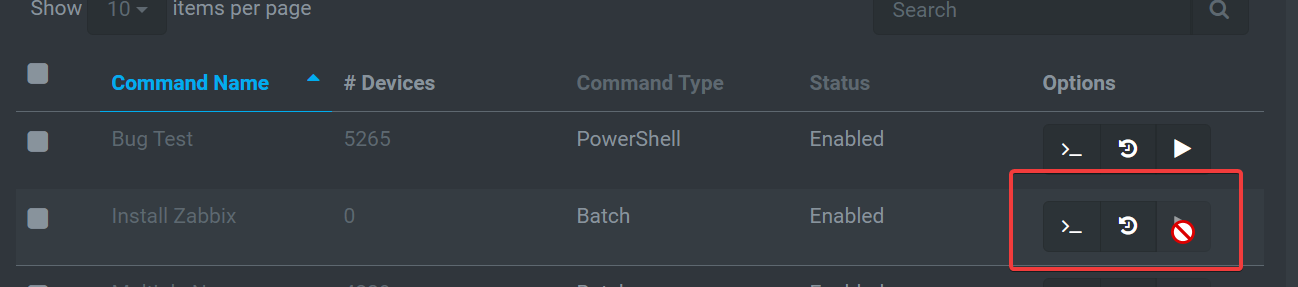 Show 10 items per page
Search
Command Name # Devices Command Type Status Options
Bug Test 5265 PowerShell Enabled
Install Zabbix 0 Batch Enabled